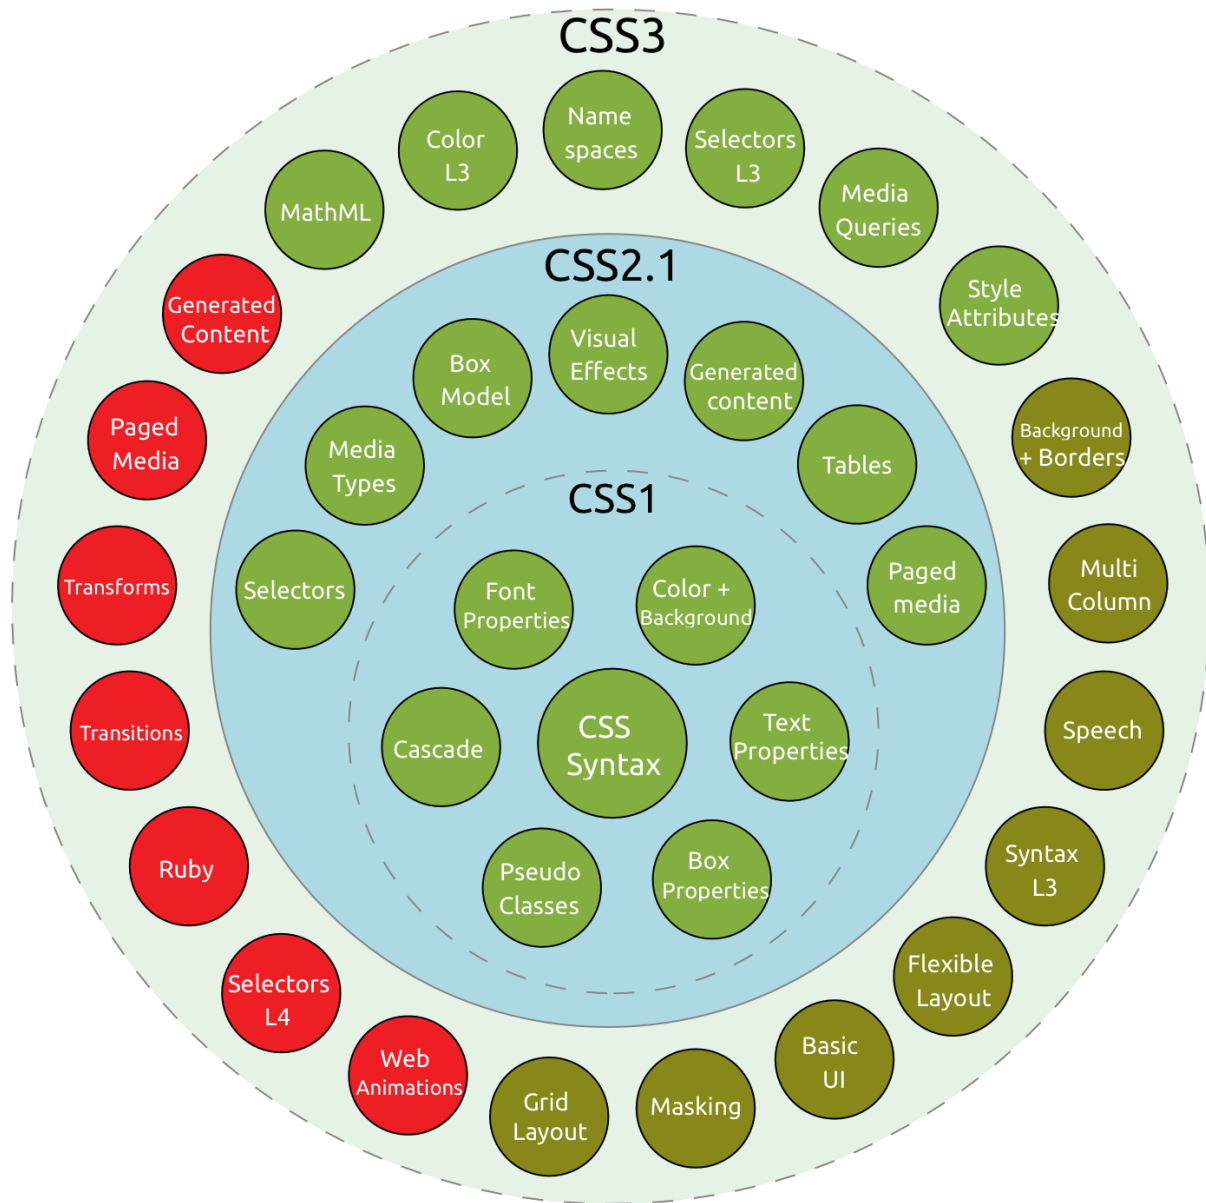 CSS3
Name
spaces
Selectors
L3
Media
Queries
Style
Attributes
Background
+ Borders
Multi
Column
Speech
Syntax
L3
Flexible
Layout
Basic
UI
Masking
Grid
Layout
Web
Animations
Selectors
L4
Ruby
Transitions
Transforms
Paged
Media
Generated
Content
MathML
Color
L3
CSS2.1
Selectors
Media
Types
Box
Model
Visual
Effects
Generated
content
Tables
Paged
media
CSS1
Font
Properties
Color +
Background
Cascade
CSS
Syntax
Text
Properties
Pseudo
Classes
Box
Properties